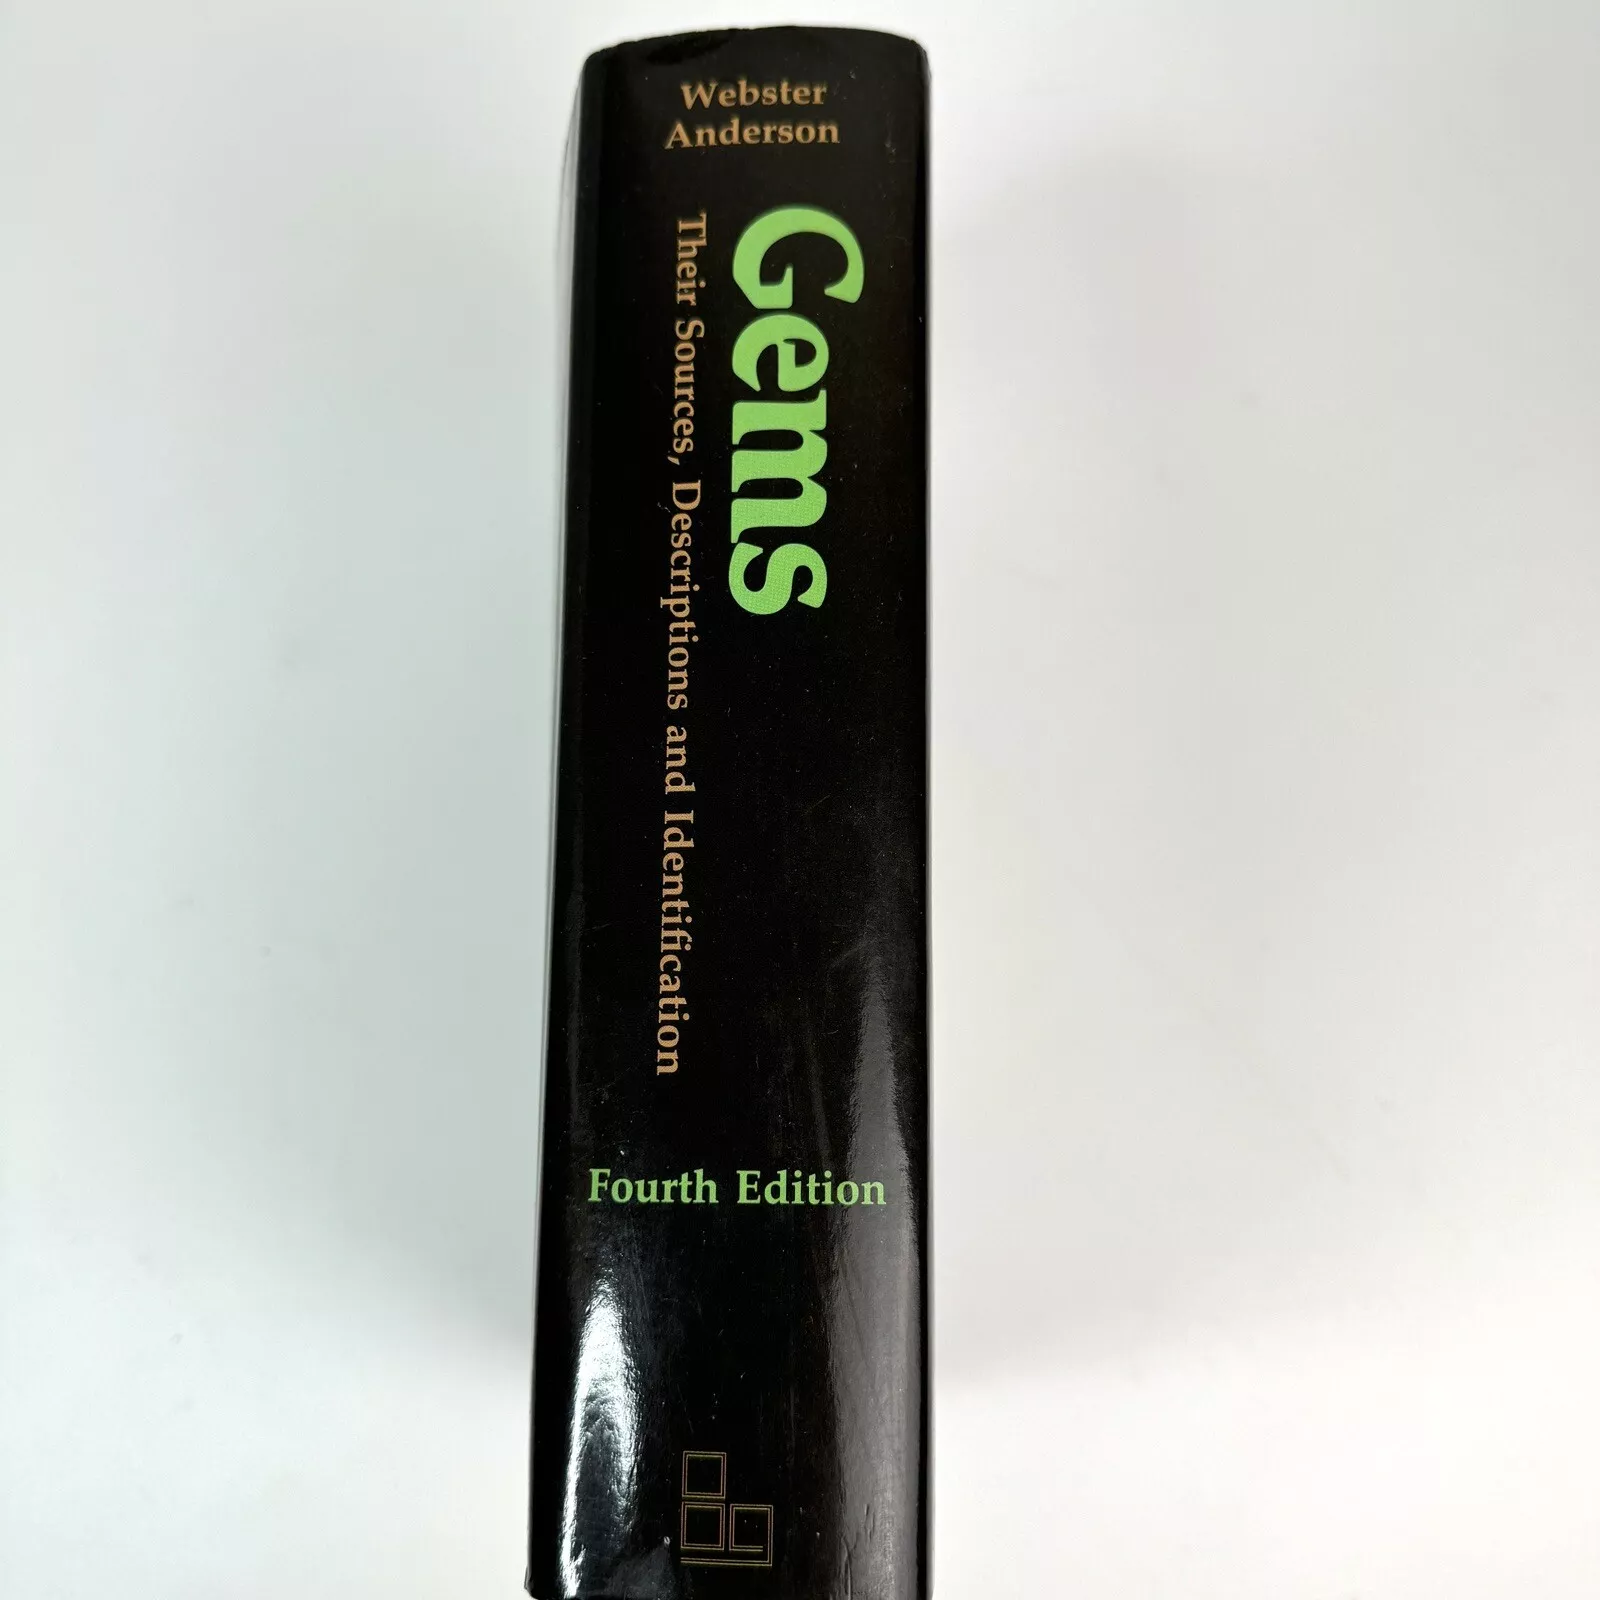 Webster
Anderson
Gems
Their Sources, Descriptions and Identification
Fourth Edition